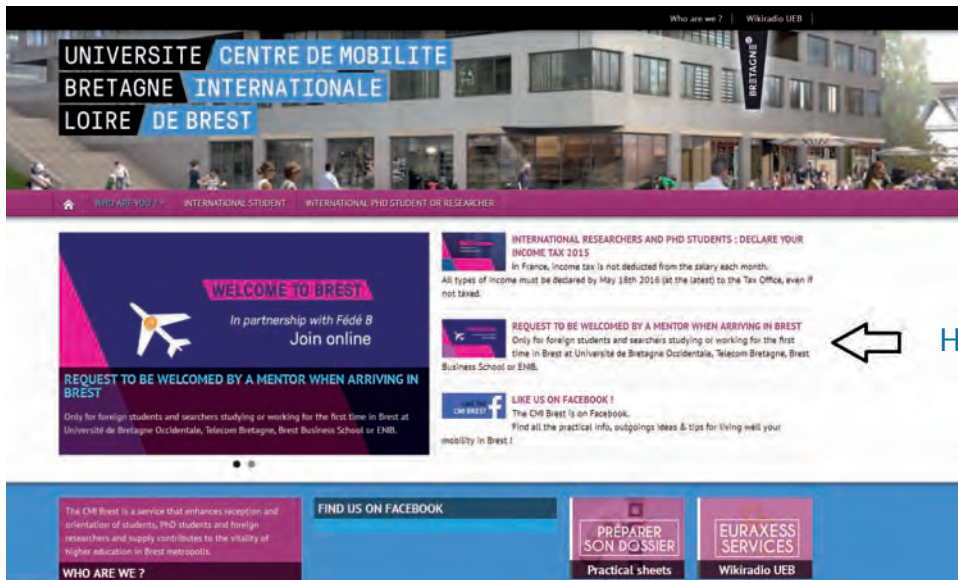 Who are we ?
Wikiradio UEB
UNIVERSITE CENTRE DE MOBILITE
BRETAGNE INTERNATIONALE
LOIRE DE BREST
BRETAGNE
WHO ARE YOU ?
INTERNATIONAL STUDENT
INTERNATIONAL PHD STUDENT OR RESEARCHER
WELCOME TO BREST
In partnership with Fédé B
Join online
REQUEST TO BE WELCOMED BY A MENTOR WHEN ARRIVING IN
BREST
Only for foreign students and searchers studying or working for the first time in Brest at
Université de Bretagne Occidentale, Telecom Bretagne, Brest Business School or ENIB.
INTERNATIONAL RESEARCHERS AND PHD STUDENTS : DECLARE YOUR
INCOME TAX 2015
In France, income tax is not deducted from the salary each month.
All types of income must be declared by May 18th 2016 (at the latest) to the Tax Office, even if
not taxed.
REQUEST TO BE WELCOMED BY A MENTOR WHEN ARRIVING IN BREST
Only for foreign students and searchers studying or working for the first
time in Brest at Université de Bretagne Occidentale, Telecom Bretagne, Brest
Business School or ENIB.
H
CMI BREST f
LIKE US ON FACEBOOK !
The CMI Brest is on Facebook.
Find all the practical info, outgoings ideas & tips for living well your
mobility in Brest !
The CMI Brest is a service that enhances reception and
orientation of students, PhD students and foreign
researchers and supply contributes to the vitality of
higher education in Brest metropolis.
WHO ARE WE ?
FIND US ON FACEBOOK
PRÉPARER
SON DOSSIER
Practical sheets
EURAXESS
SERVICES
Wikiradio UEB